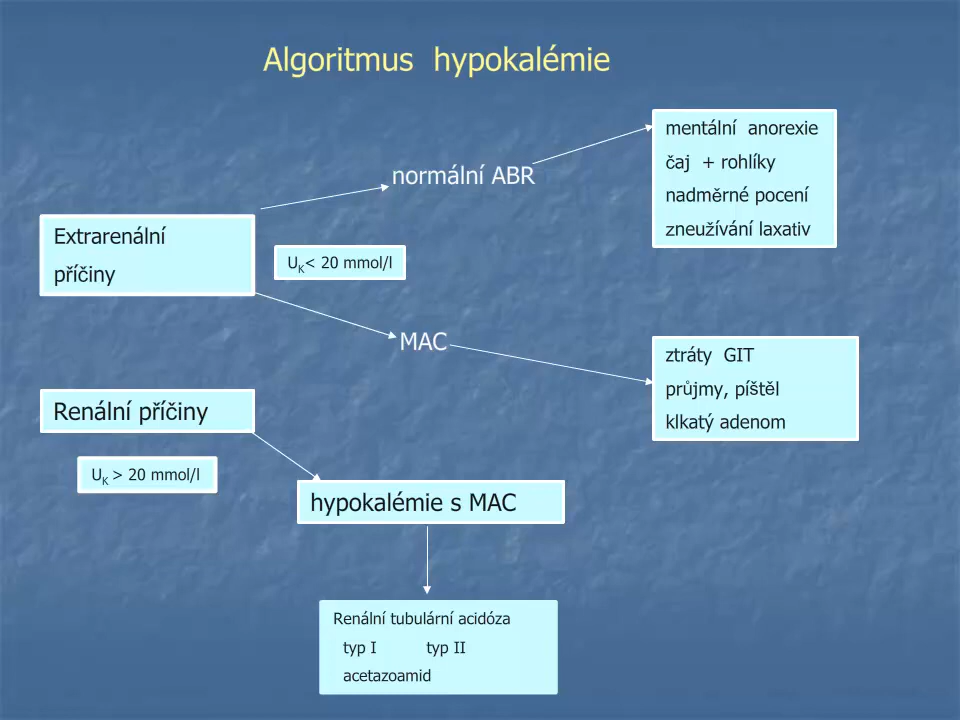 Algoritmus hypokalémie
mentální anorexie
čaj + rohlíky
nadměrné pocení
zneužívání laxativ
normální ABR
Extrarenální
příčiny
UK< 20 mmol/l
MAC
ztráty GIT
průjmy, píštěl
klkatý adenom
Renální příčiny
UK > 20 mmol/l
hypokalémie s MAC
Renální tubulární acidóza
typ I typ II
acetazoamid